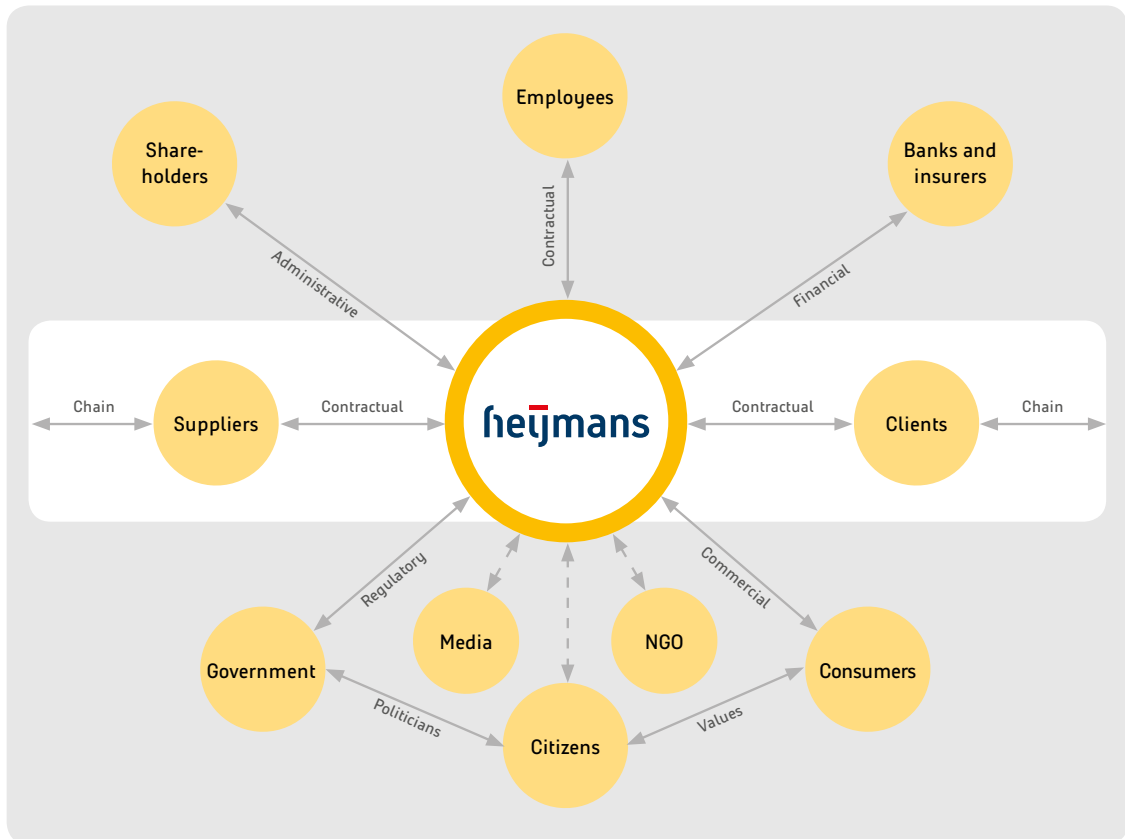 Employees
Share-
holders
Banks and
insurers
Contractual
Administrative
Financial
Chain
Suppliers
Contractual
heijmans
Contractual
Clients
Chain
Regulatory
Commercial
Media
NGO
Government
Consumers
Politicians
Values
Citizens